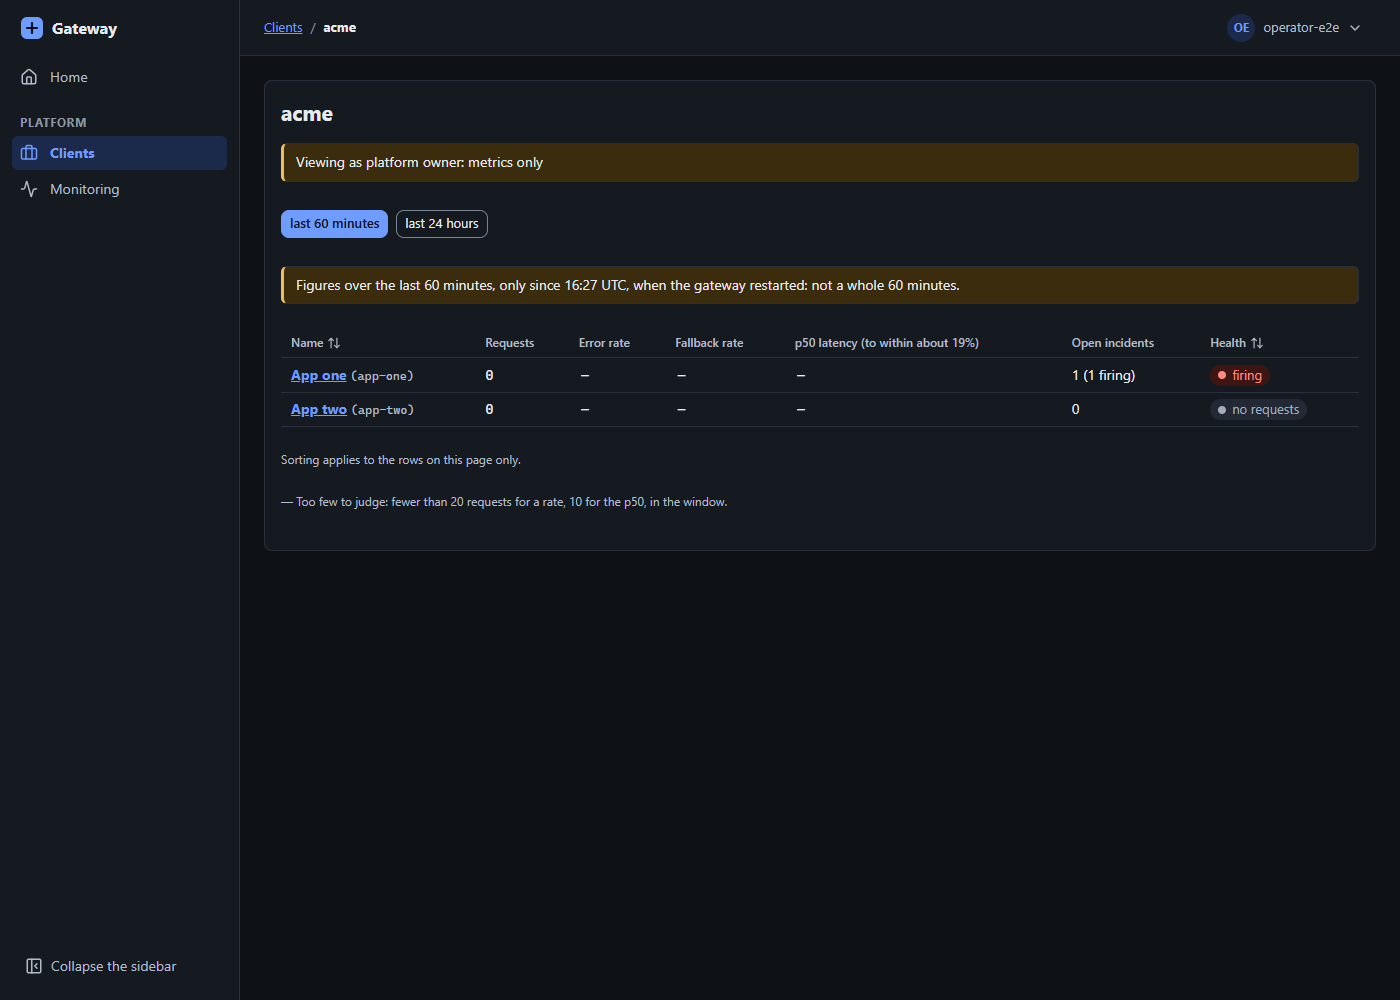 Gateway
Clients / acme
OE operator-e2e
Home
PLATFORM
Clients
Monitoring
acme
Viewing as platform owner: metrics only
last 60 minutes last 24 hours
Figures over the last 60 minutes, only since 16:27 UTC, when the gateway restarted: not a whole 60 minutes.
Name Requests Error rate Fallback rate p50 latency (to within about 19%) Open incidents Health
App one (app-one) 0 — — — 1 (1 firing) firing
App two (app-two) 0 — — — 0 no requests
Sorting applies to the rows on this page only.
— Too few to judge: fewer than 20 requests for a rate, 10 for the p50, in the window.
Collapse the sidebar